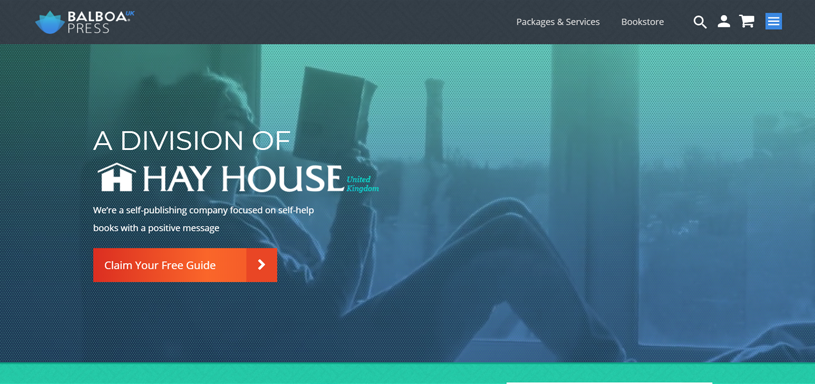 BALBOA UK
PRESS
Packages & Services
Bookstore
A DIVISION OF
HAY HOUSE United
Kingdom
We're a self-publishing company focused on self-help
books with a positive message
Claim Your Free Guide